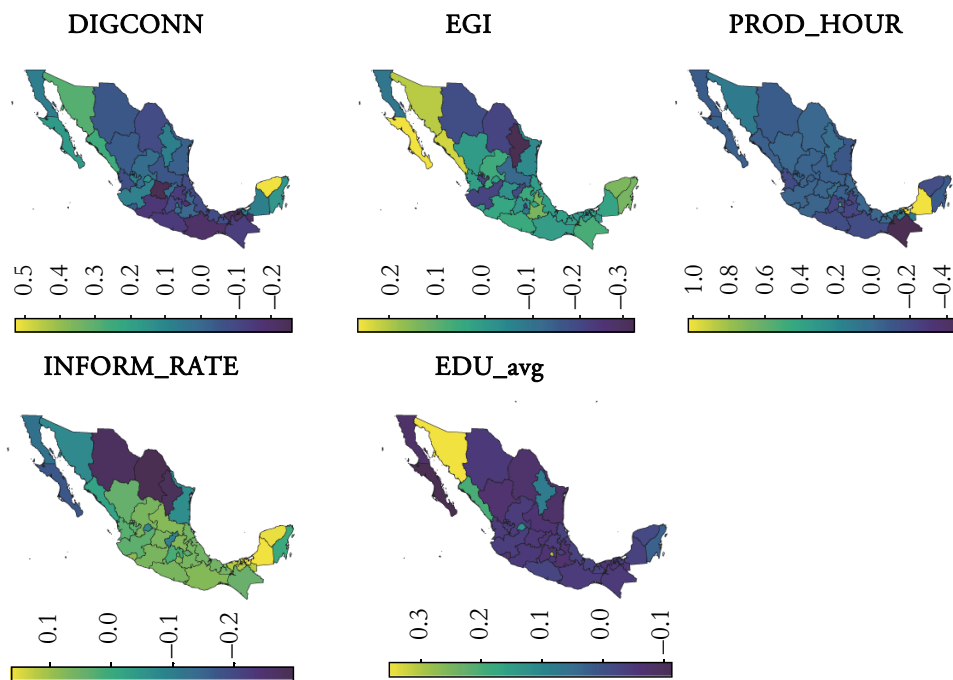 DIGCONN
EGI
PROD_HOUR
0.5 0.4 0.3 0.2 0.1 0.0 −0.1 −0.2
0.2 0.1 0.0 −0.1 −0.2 −0.3
1.0 0.8 0.6 0.4 0.2 0.0 −0.2 −0.4
INFORM_RATE
EDU_avg
0.1 0.0 −0.1 −0.2
0.3 0.2 0.1 0.0 −0.1